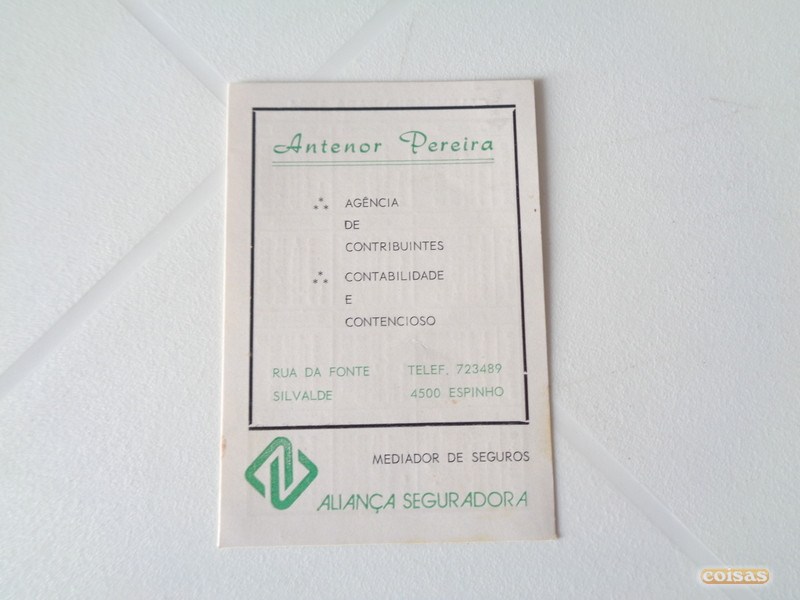 Antenor Pereira
AGÊNCIA
DE
CONTRIBUINTES
CONTABILIDADE
E
CONTENCIOSO
RUA DA FONTE TELEF. 723489
SILVALDE 4500 ESPINHO
MEDIADOR DE SEGUROS
ALIANÇA SEGURADORA
coisas